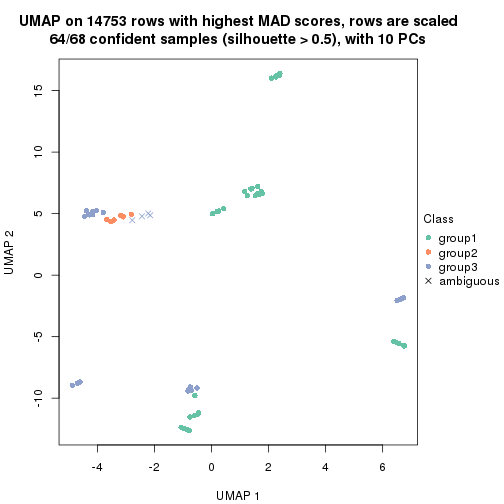 UMAP on 14753 rows with highest MAD scores, rows are scaled
64/68 confident samples (silhouette > 0.5), with 10 PCs
15
10
5
0
-5
-10
UMAP 2
-4
-2
0
2
4
6
UMAP 1
Class
group1
group2
group3
ambiguous